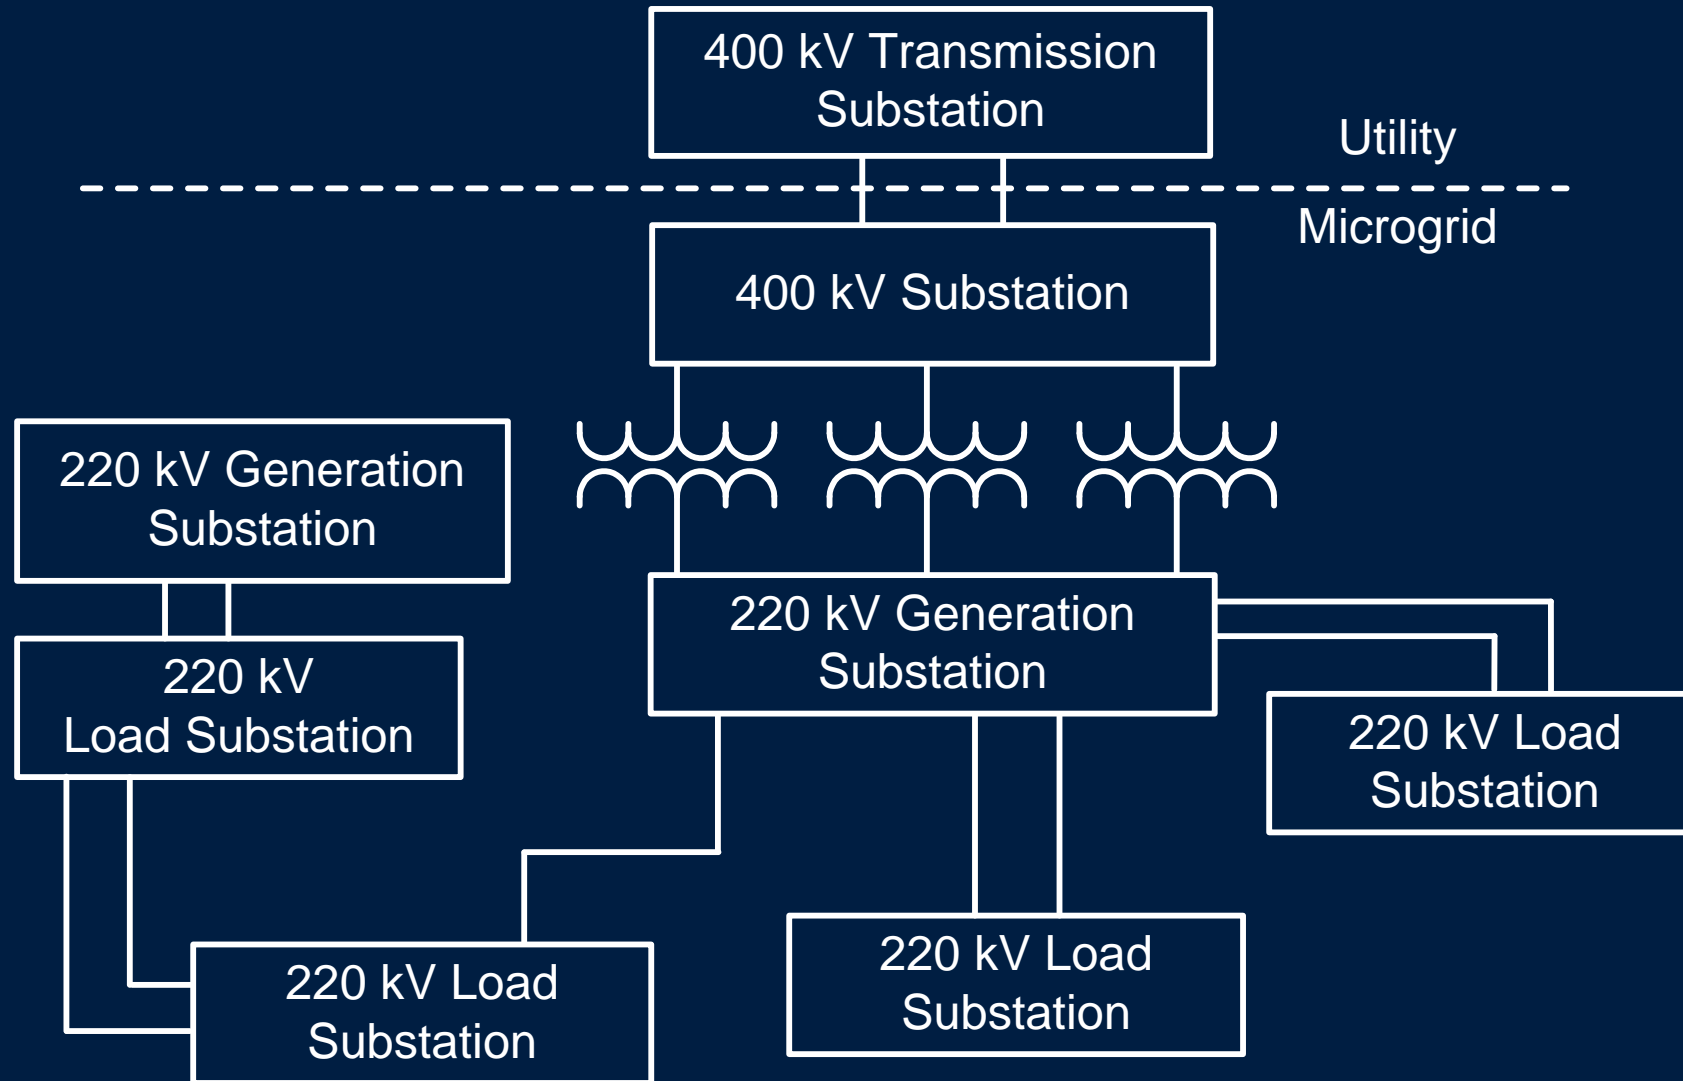 400 kV Transmission
Substation
Utility
Microgrid
400 kV Substation
220 kV Generation
Substation
220 kV Generation
Substation
220 kV
Load Substation
220 kV Load
Substation
220 kV Load
Substation
220 kV Load
Substation